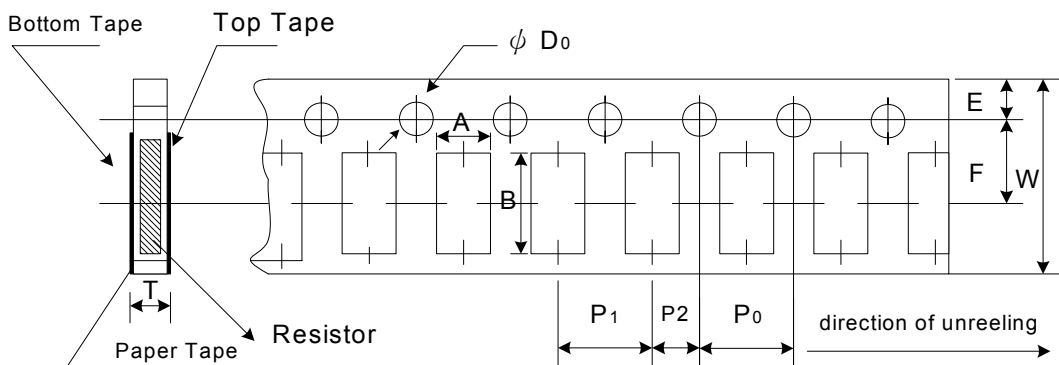 Bottom Tape
Top Tape
ϕ D₀
E
A
F
W
B
T
Resistor
Paper Tape
P₁
P2
P₀
direction of unreeling